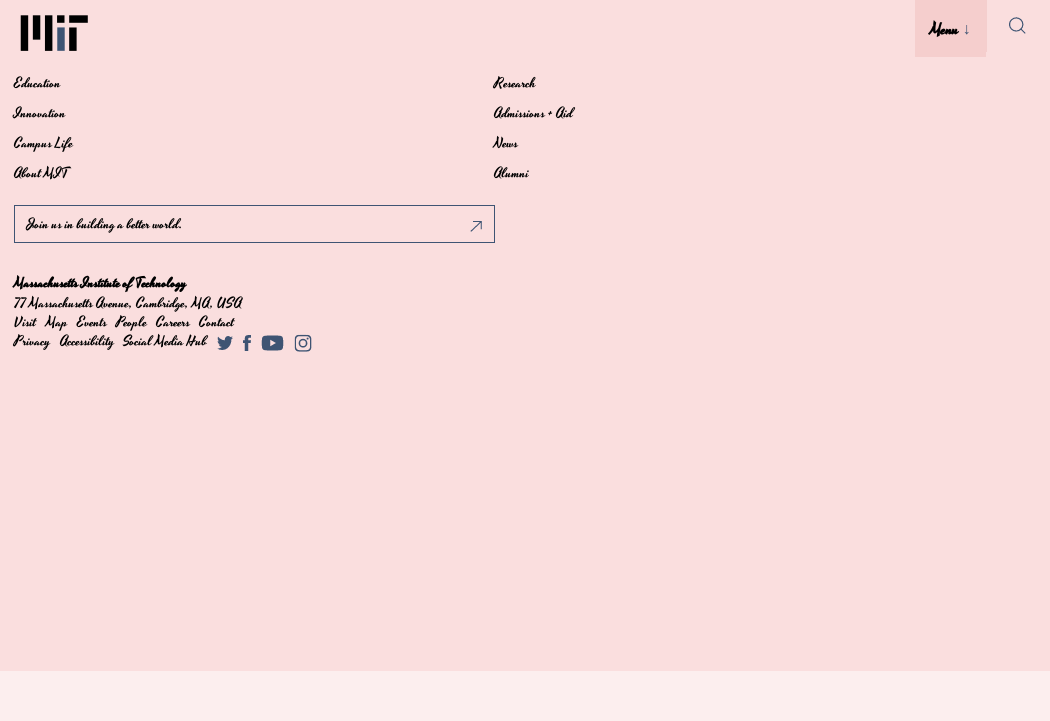 MIT
Menu ↓
Education
Research
Innovation
Admissions + Aid
Campus Life
News
About MIT
Alumni
Join us in building a better world.
Massachusetts Institute of Technology
77 Massachusetts Avenue, Cambridge, MA, USA
Visit Map Events People Careers Contact
Privacy Accessibility Social Media Hub